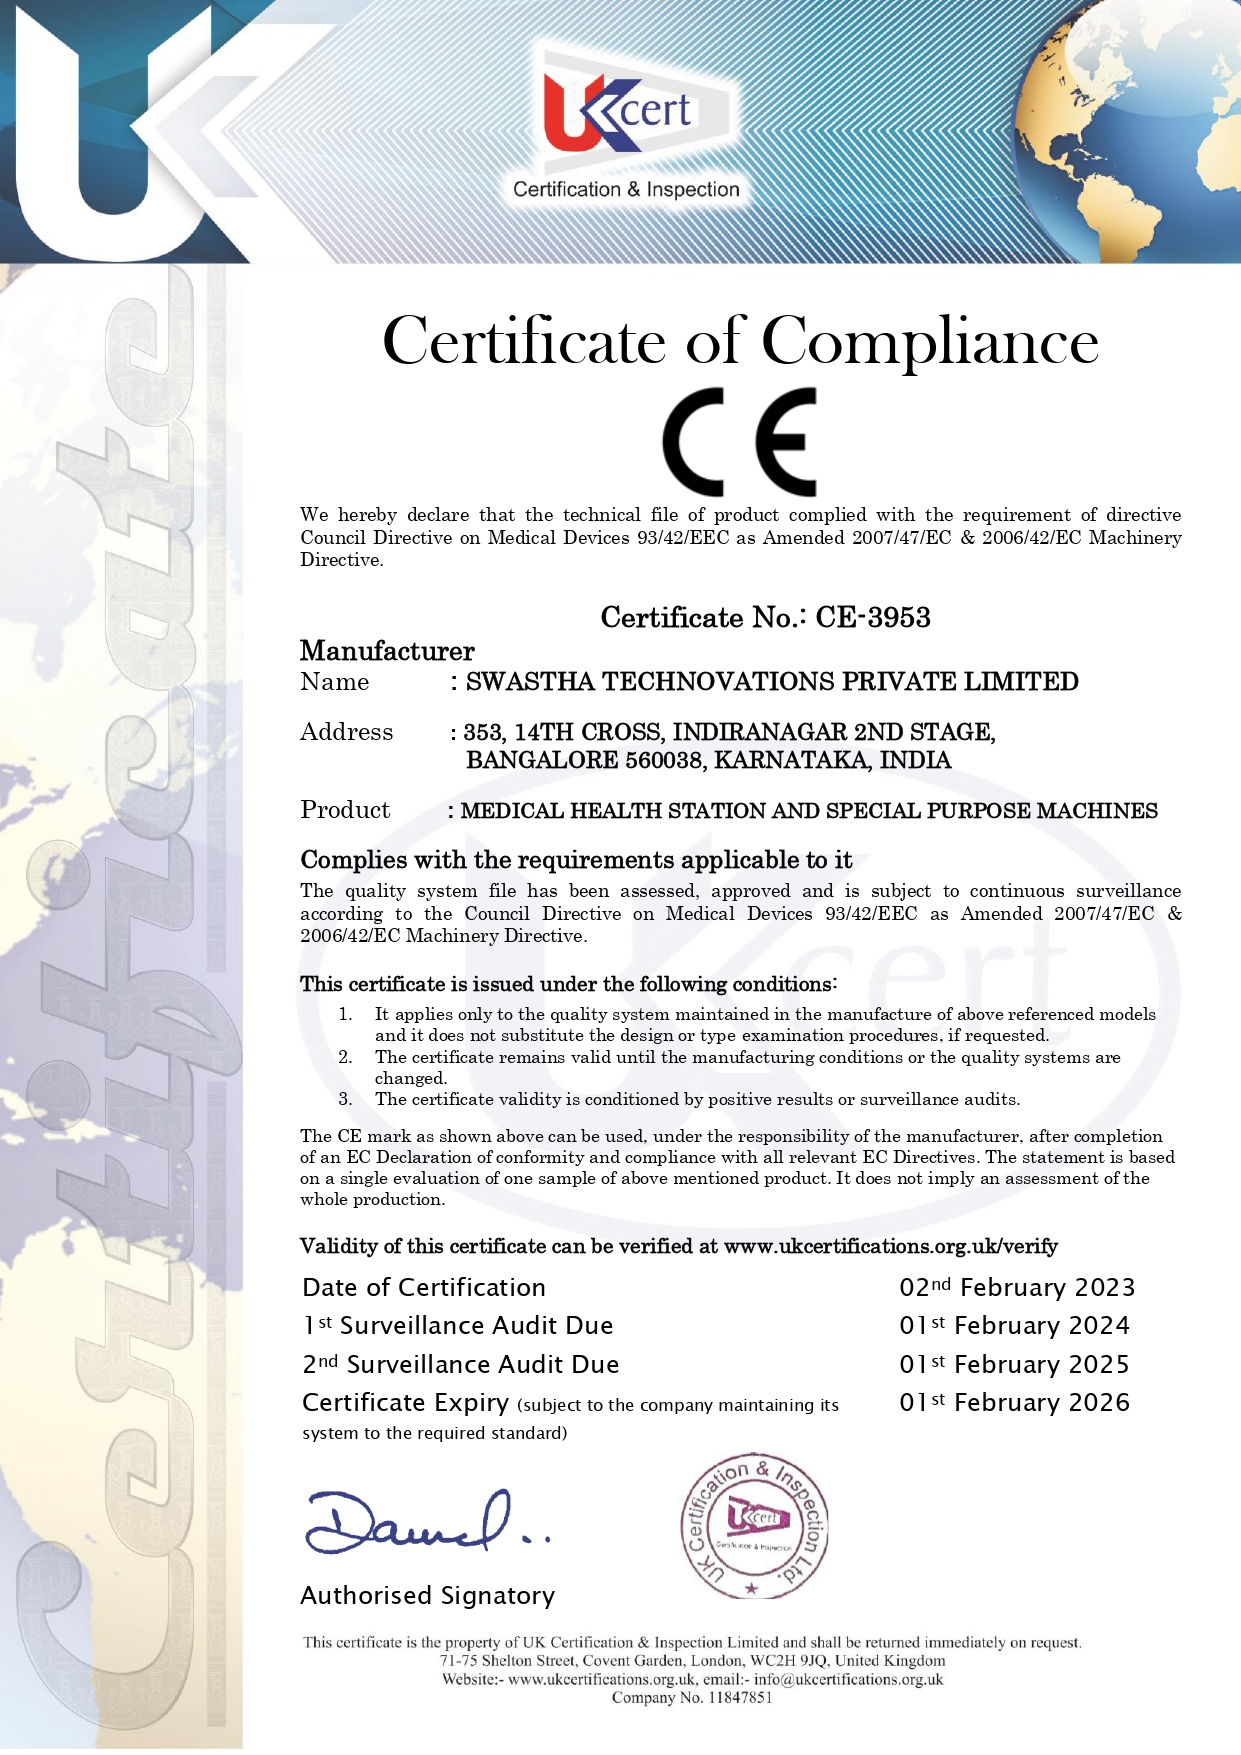 UK
UKcert
Certification & Inspection
Certificate
Certificate of Compliance
CE
We hereby declare that the technical file of product complied with the requirement of directive
Council Directive on Medical Devices 93/42/EEC as Amended 2007/47/EC & 2006/42/EC Machinery
Directive.
Certificate No.: CE-3953
Manufacturer
Name : SWASTHA TECHNOVATIONS PRIVATE LIMITED
Address : 353, 14TH CROSS, INDIRANAGAR 2ND STAGE,
BANGALORE 560038, KARNATAKA, INDIA
Product : MEDICAL HEALTH STATION AND SPECIAL PURPOSE MACHINES
Complies with the requirements applicable to it
The quality system file has been assessed, approved and is subject to continuous surveillance
according to the Council Directive on Medical Devices 93/42/EEC as Amended 2007/47/EC &
2006/42/EC Machinery Directive.
This certificate is issued under the following conditions:
1. It applies only to the quality system maintained in the manufacture of above referenced models
and it does not substitute the design or type examination procedures, if requested.
2. The certificate remains valid until the manufacturing conditions or the quality systems are
changed.
3. The certificate validity is conditioned by positive results or surveillance audits.
The CE mark as shown above can be used, under the responsibility of the manufacturer, after completion
of an EC Declaration of conformity and compliance with all relevant EC Directives. The statement is based
on a single evaluation of one sample of above mentioned product. It does not imply an assessment of the
whole production.
Validity of this certificate can be verified at www.ukcertifications.org.uk/verify
Date of Certification 02nd February 2023
1st Surveillance Audit Due 01st February 2024
2nd Surveillance Audit Due 01st February 2025
Certificate Expiry (subject to the company maintaining its 01st February 2026
system to the required standard)
UK Certification & Inspection Ltd.
UKcert
Certification & Inspection
Authorised Signatory
This certificate is the property of UK Certification & Inspection Limited and shall be returned immediately on request.
71-75 Shelton Street, Covent Garden, London, WC2H 9JQ, United Kingdom
Website:- www.ukcertifications.org.uk, email:- info@ukcertifications.org.uk
Company No. 11847851